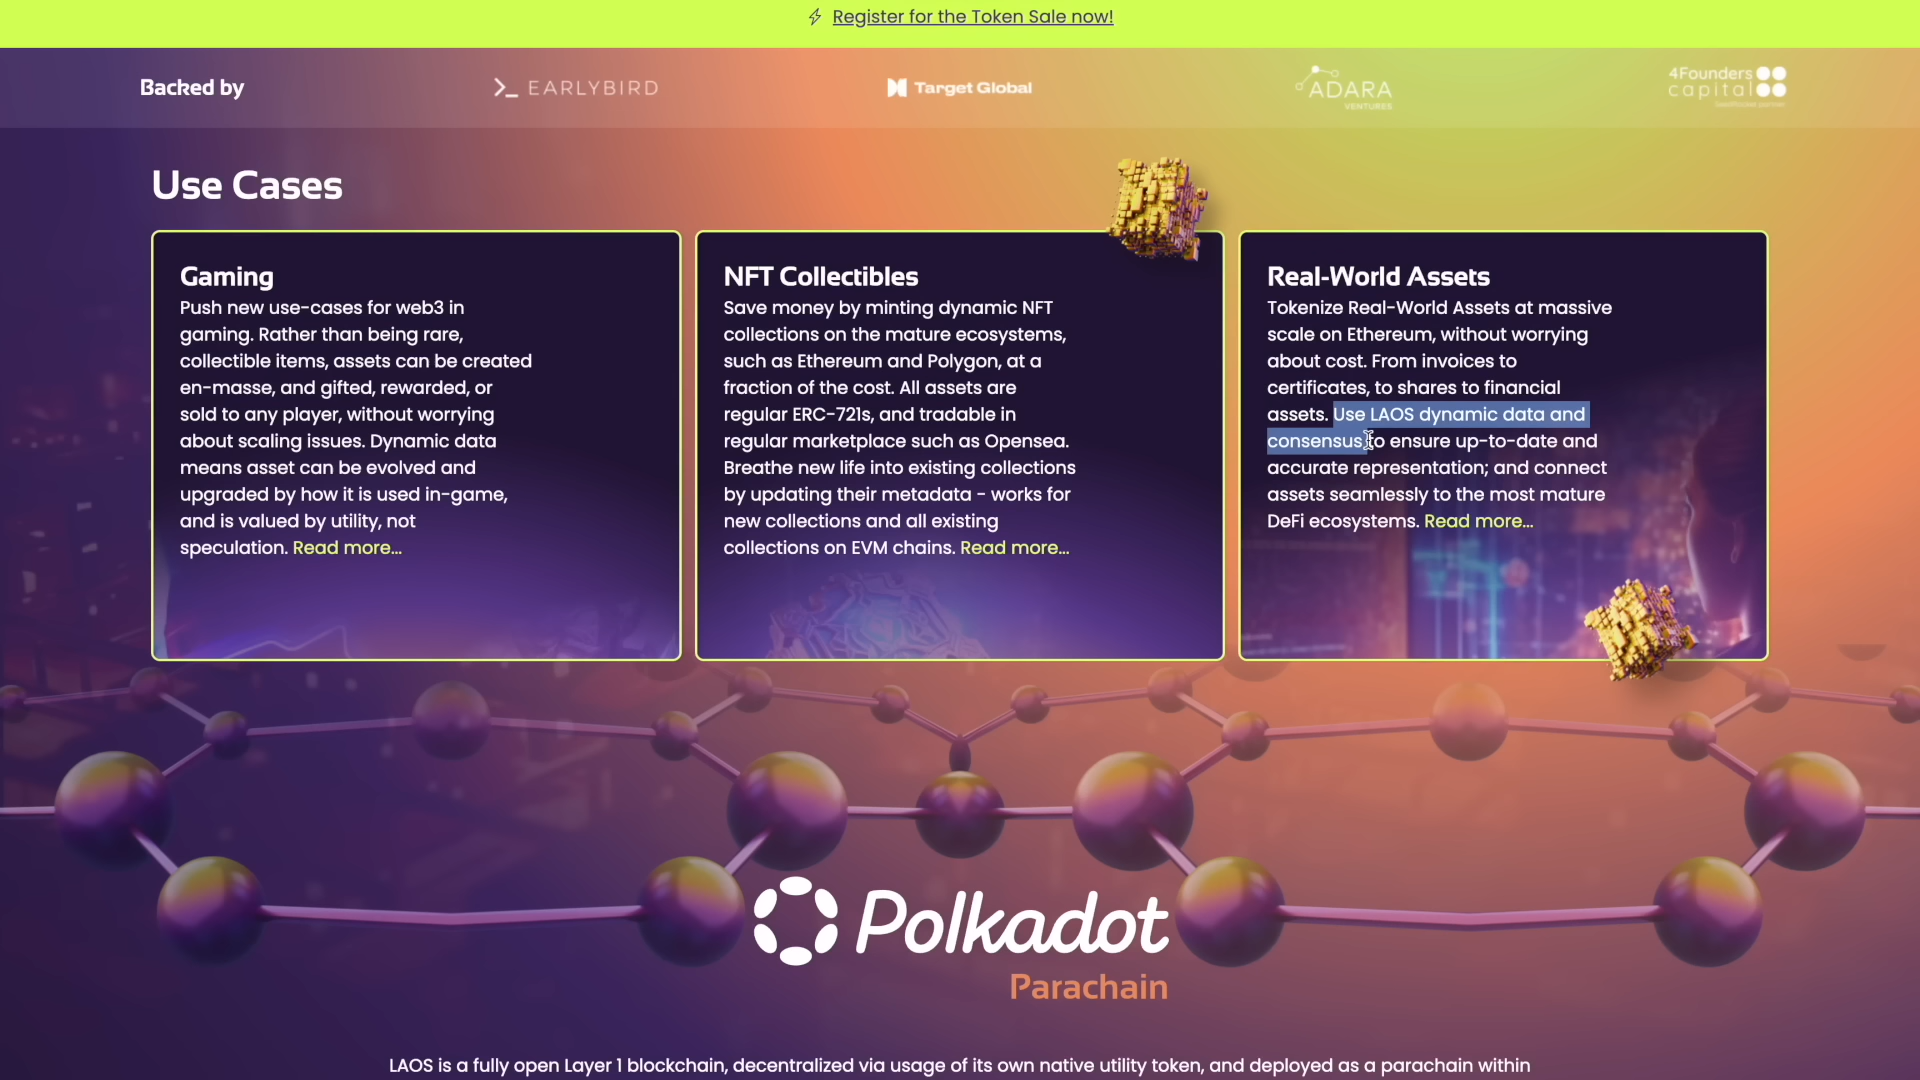 Register for the Token Sale now!
Backed by
EARLYBIRD
Target Global
ADARA
VENTURES
4Founders
capital
Use Cases
Gaming
Push new use-cases for web3 in
gaming. Rather than being rare,
collectible items, assets can be created
en-masse, and gifted, rewarded, or
sold to any player, without worrying
about scaling issues. Dynamic data
means asset can be evolved and
upgraded by how it is used in-game,
and is valued by utility, not
speculation. Read more...
NFT Collectibles
Save money by minting dynamic NFT
collections on the mature ecosystems,
such as Ethereum and Polygon, at a
fraction of the cost. All assets are
regular ERC-721s, and tradable in
regular marketplace such as Opensea.
Breathe new life into existing collections
by updating their metadata - works for
new collections and all existing
collections on EVM chains. Read more...
Real-World Assets
Tokenize Real-World Assets at massive
scale on Ethereum, without worrying
about cost. From invoices to
certificates, to shares to financial
assets. Use LAOS dynamic data and
consensus to ensure up-to-date and
accurate representation; and connect
assets seamlessly to the most mature
DeFi ecosystems. Read more...
Polkadot
Parachain
LAOS is a fully open Layer 1 blockchain, decentralized via usage of its own native utility token, and deployed as a parachain within